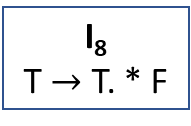 I₈
T → T. * F